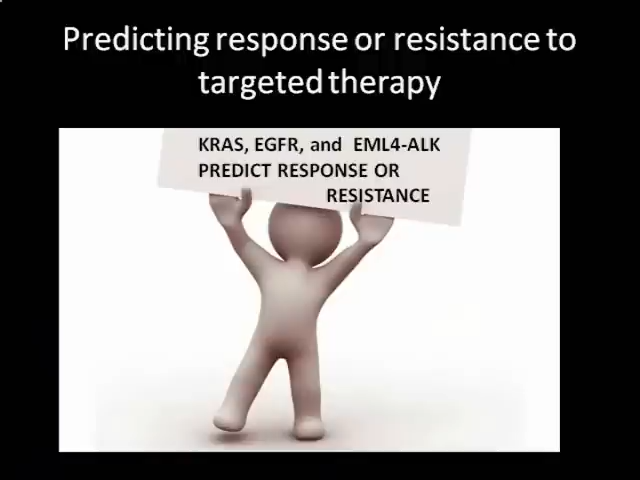 Predicting response or resistance to
targeted therapy
KRAS, EGFR, and EML4-ALK
PREDICT RESPONSE OR
RESISTANCE